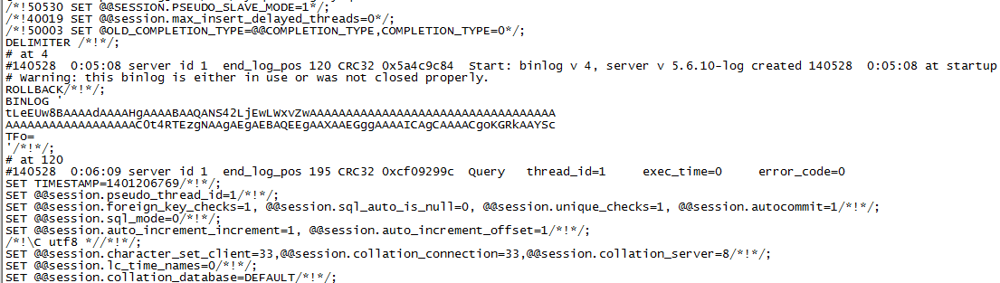 /*!50530 SET @@SESSION.PSEUDO_SLAVE_MODE=1*/;
/*!40019 SET @@session.max_insert_delayed_threads=0*/;
/*!50003 SET @OLD_COMPLETION_TYPE=@@COMPLETION_TYPE,COMPLETION_TYPE=0*/;
DELIMITER /*!*/;
# at 4
#140528  0:05:08 server id 1  end_log_pos 120 CRC32 0x5a4c9c84  Start: binlog v 4, server v 5.6.10-log created 140528  0:05:08 at startup
# Warning: this binlog is either in use or was not closed properly.
ROLLBACK/*!*/;
BINLOG '
tLeEUw8BAAAAdAAAAHgAAAABAAQANS42LjEwLWxvZwAAAAAAAAAAAAAAAAAAAAAAAAAAAAAAAAAA
AAAAAAAAAAAAAAAAAAC0t4RTEzgNAAgAEgAEBAQEEgAAXAAEGggAAAAICAgCAAAACgoKGRkAAYSc
TFo=
'/*!*/;
# at 120
#140528  0:06:09 server id 1  end_log_pos 195 CRC32 0xcf09299c  Query   thread_id=1     exec_time=0     error_code=0
SET TIMESTAMP=1401206769/*!*/;
SET @@session.pseudo_thread_id=1/*!*/;
SET @@session.foreign_key_checks=1, @@session.sql_auto_is_null=0, @@session.unique_checks=1, @@session.autocommit=1/*!*/;
SET @@session.sql_mode=0/*!*/;
SET @@session.auto_increment_increment=1, @@session.auto_increment_offset=1/*!*/;
/*!\C utf8 *//*!*/;
SET @@session.character_set_client=33,@@session.collation_connection=33,@@session.collation_server=8/*!*/;
SET @@session.lc_time_names=0/*!*/;
SET @@session.collation_database=DEFAULT/*!*/;